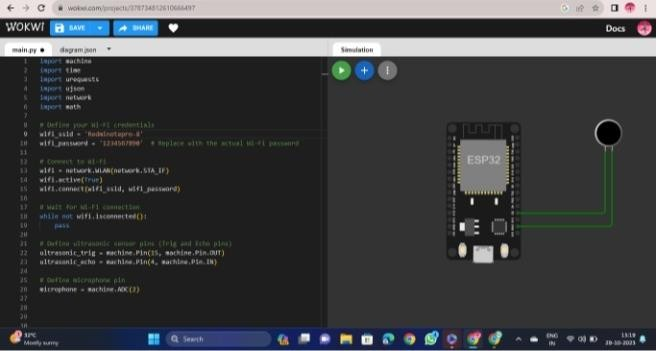 wokwi.com/projects/378734812610666497
WOKWI
SAVE
SHARE
Docs
main.py
diagram.json
Simulation
1 import machine
2 import time
3 import urequests
4 import ujson
5 import network
6 import math
7
8 # Define your Wi-Fi credentials
9 wifi_ssid = 'Redminotepro-8'
10 wifi_password = '1234567890' # Replace with the actual Wi-Fi password
11
12 # Connect to Wi-Fi
13 wifi = network.WLAN(network.STA_IF)
14 wifi.active(True)
15 wifi.connect(wifi_ssid, wifi_password)
16
17 # Wait for Wi-Fi connection
18 while not wifi.isconnected():
19 pass
20
21 # Define ultrasonic sensor pins (Trig and Echo pins)
22 ultrasonic_trig = machine.Pin(15, machine.Pin.OUT)
23 ultrasonic_echo = machine.Pin(4, machine.Pin.IN)
24
25 # Define microphone pin
26 microphone = machine.ADC(2)
27
28
29
30
ESP32
32°C
Mostly sunny
Search
ENG
IN
13:19
29-10-2023